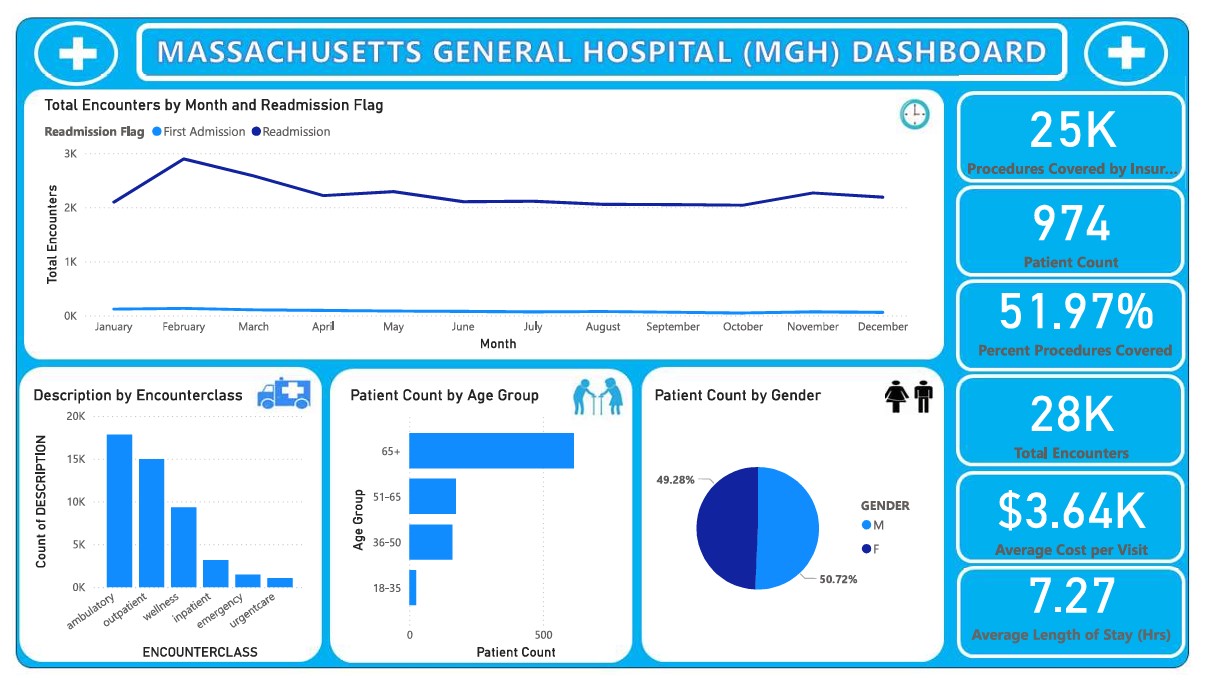 MASSACHUSETTS GENERAL HOSPITAL (MGH) DASHBOARD
Total Encounters by Month and Readmission Flag
Readmission Flag First Admission Readmission
3K
2K
1K
0K
Total Encounters
January February March April May June July August September October November December
Month
Description by Encounterclass
20K
15K
10K
5K
0K
Count of DESCRIPTION
ambulatory outpatient wellness inpatient emergency urgentcare
ENCOUNTERCLASS
Patient Count by Age Group
65+
51-65
36-50
18-35
Age Group
0 500
Patient Count
Patient Count by Gender
49.28%
50.72%
GENDER
M
F
25K
Procedures Covered by Insur...
974
Patient Count
51.97%
Percent Procedures Covered
28K
Total Encounters
$3.64K
Average Cost per Visit
7.27
Average Length of Stay (Hrs)